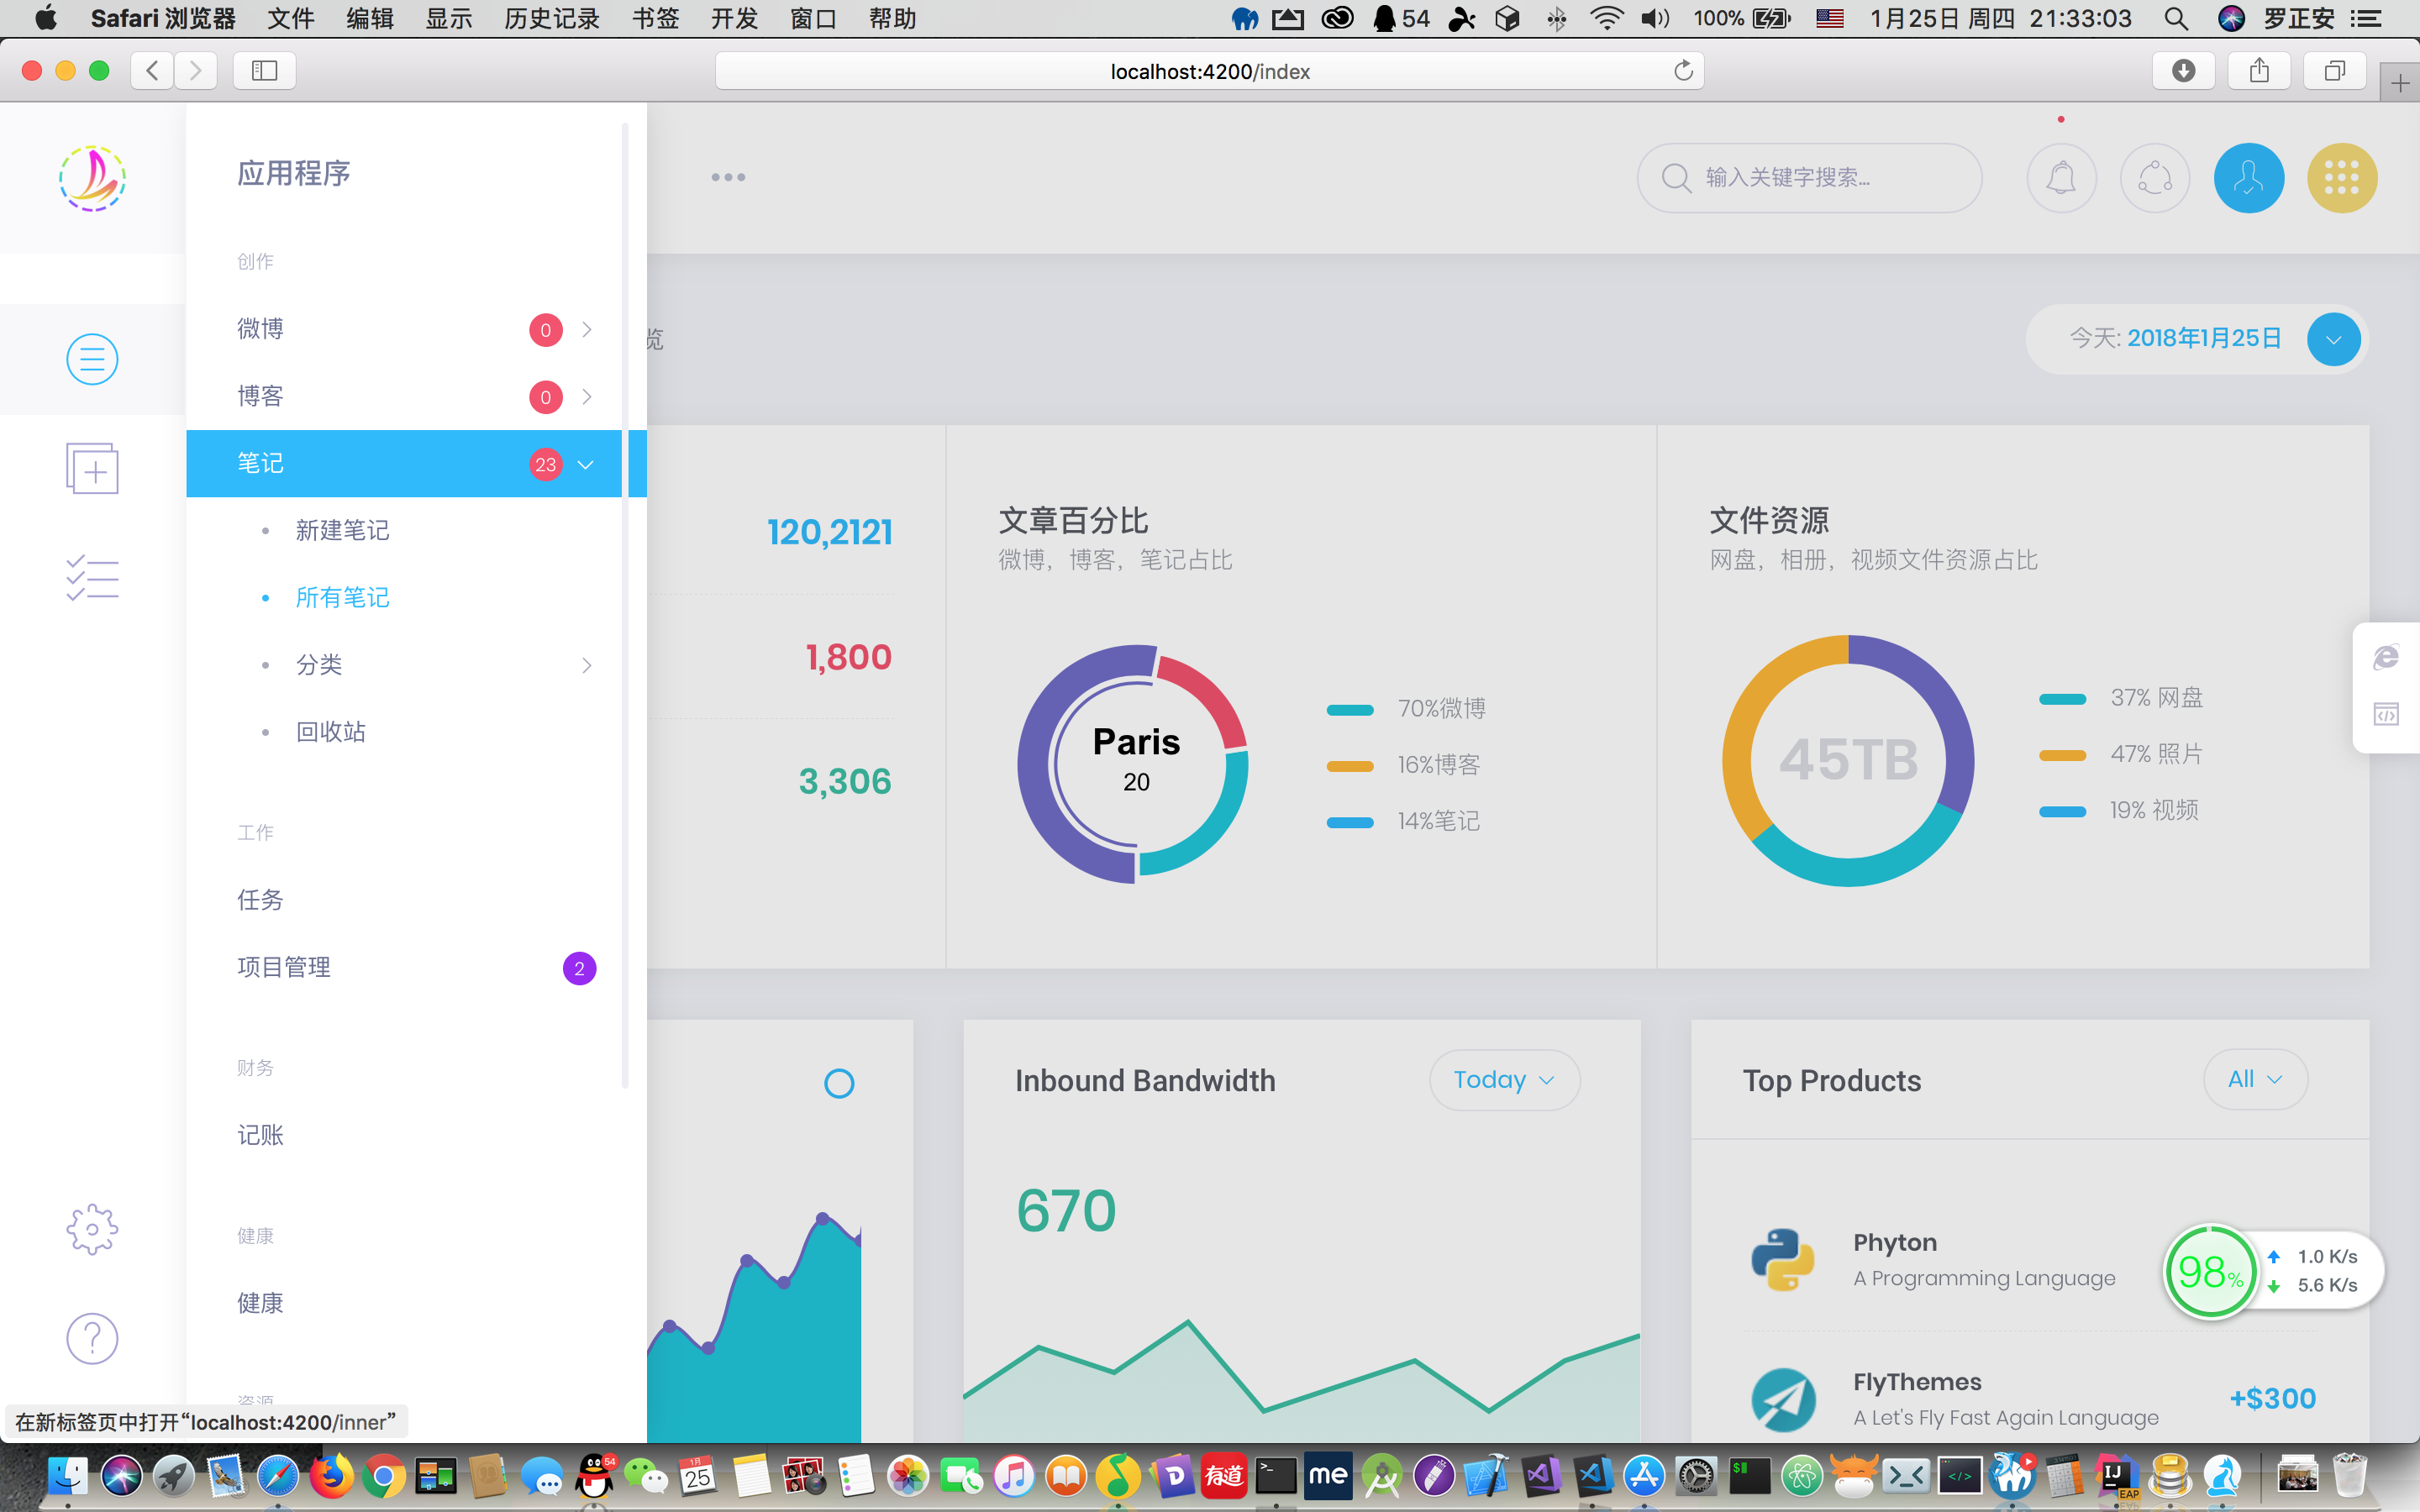 Safari 浏览器 文件 编辑 显示 历史记录 书签 开发 窗口 帮助 54 100% 1月25日 周四 21:33:03 罗正安
localhost:4200/index
应用程序
输入关键字搜索...
创作
微博 0
览
今天: 2018年1月25日
博客 0
笔记 23
新建笔记
所有笔记
分类
回收站
工作
任务
项目管理 2
财务
记账
健康
健康
资源
120,2121
1,800
3,306
文章百分比
微博，博客，笔记占比
Paris
20
70%微博
16%博客
14%笔记
文件资源
网盘，相册，视频文件资源占比
45TB
37% 网盘
47% 照片
19% 视频
Inbound Bandwidth
Today
670
Top Products
All
Phyton
A Programming Language
98%
1.0 K/s
5.6 K/s
FlyThemes
A Let's Fly Fast Again Language
+$300
在新标签页中打开“localhost:4200/inner”
54
1月
25
有道
me
IJ
EAP